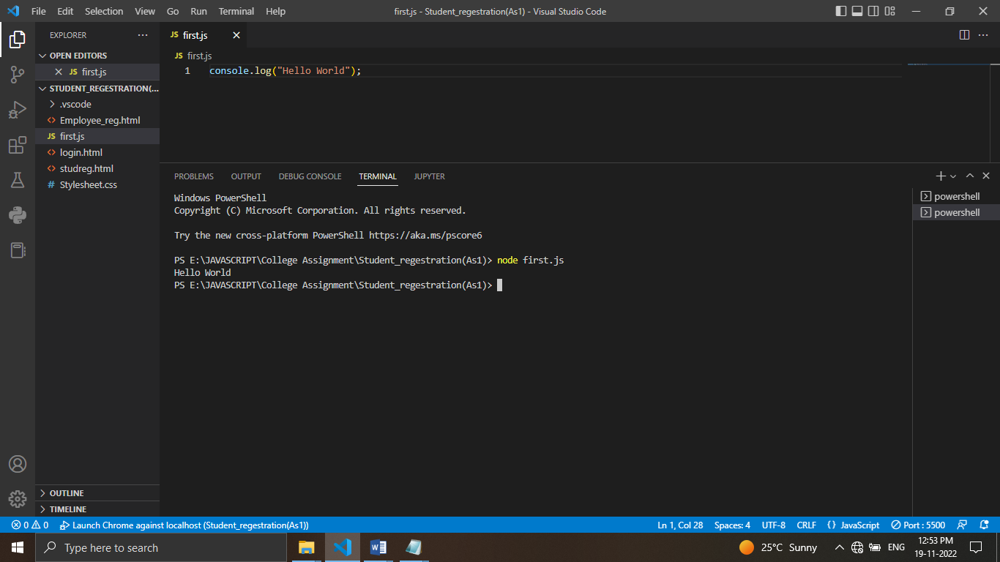 File Edit Selection View Go Run Terminal Help first.js - Student_regestration(As1) - Visual Studio Code
EXPLORER
OPEN EDITORS
JS first.js
STUDENT_REGESTRATION(...
.vscode
<> Employee_reg.html
JS first.js
<> login.html
<> studreg.html
# Stylesheet.css
OUTLINE
TIMELINE
JS first.js
JS first.js
1 console.log("Hello World");
PROBLEMS OUTPUT DEBUG CONSOLE TERMINAL JUPYTER
Windows PowerShell
Copyright (C) Microsoft Corporation. All rights reserved.
Try the new cross-platform PowerShell https://aka.ms/pscore6
PS E:\JAVASCRIPT\College Assignment\Student_regestration(As1)> node first.js
Hello World
PS E:\JAVASCRIPT\College Assignment\Student_regestration(As1)>
powershell
powershell
0 0 Launch Chrome against localhost (Student_regestration(As1)) Ln 1, Col 28 Spaces: 4 UTF-8 CRLF {} JavaScript Port : 5500
Type here to search 25°C Sunny ENG 12:53 PM
19-11-2022